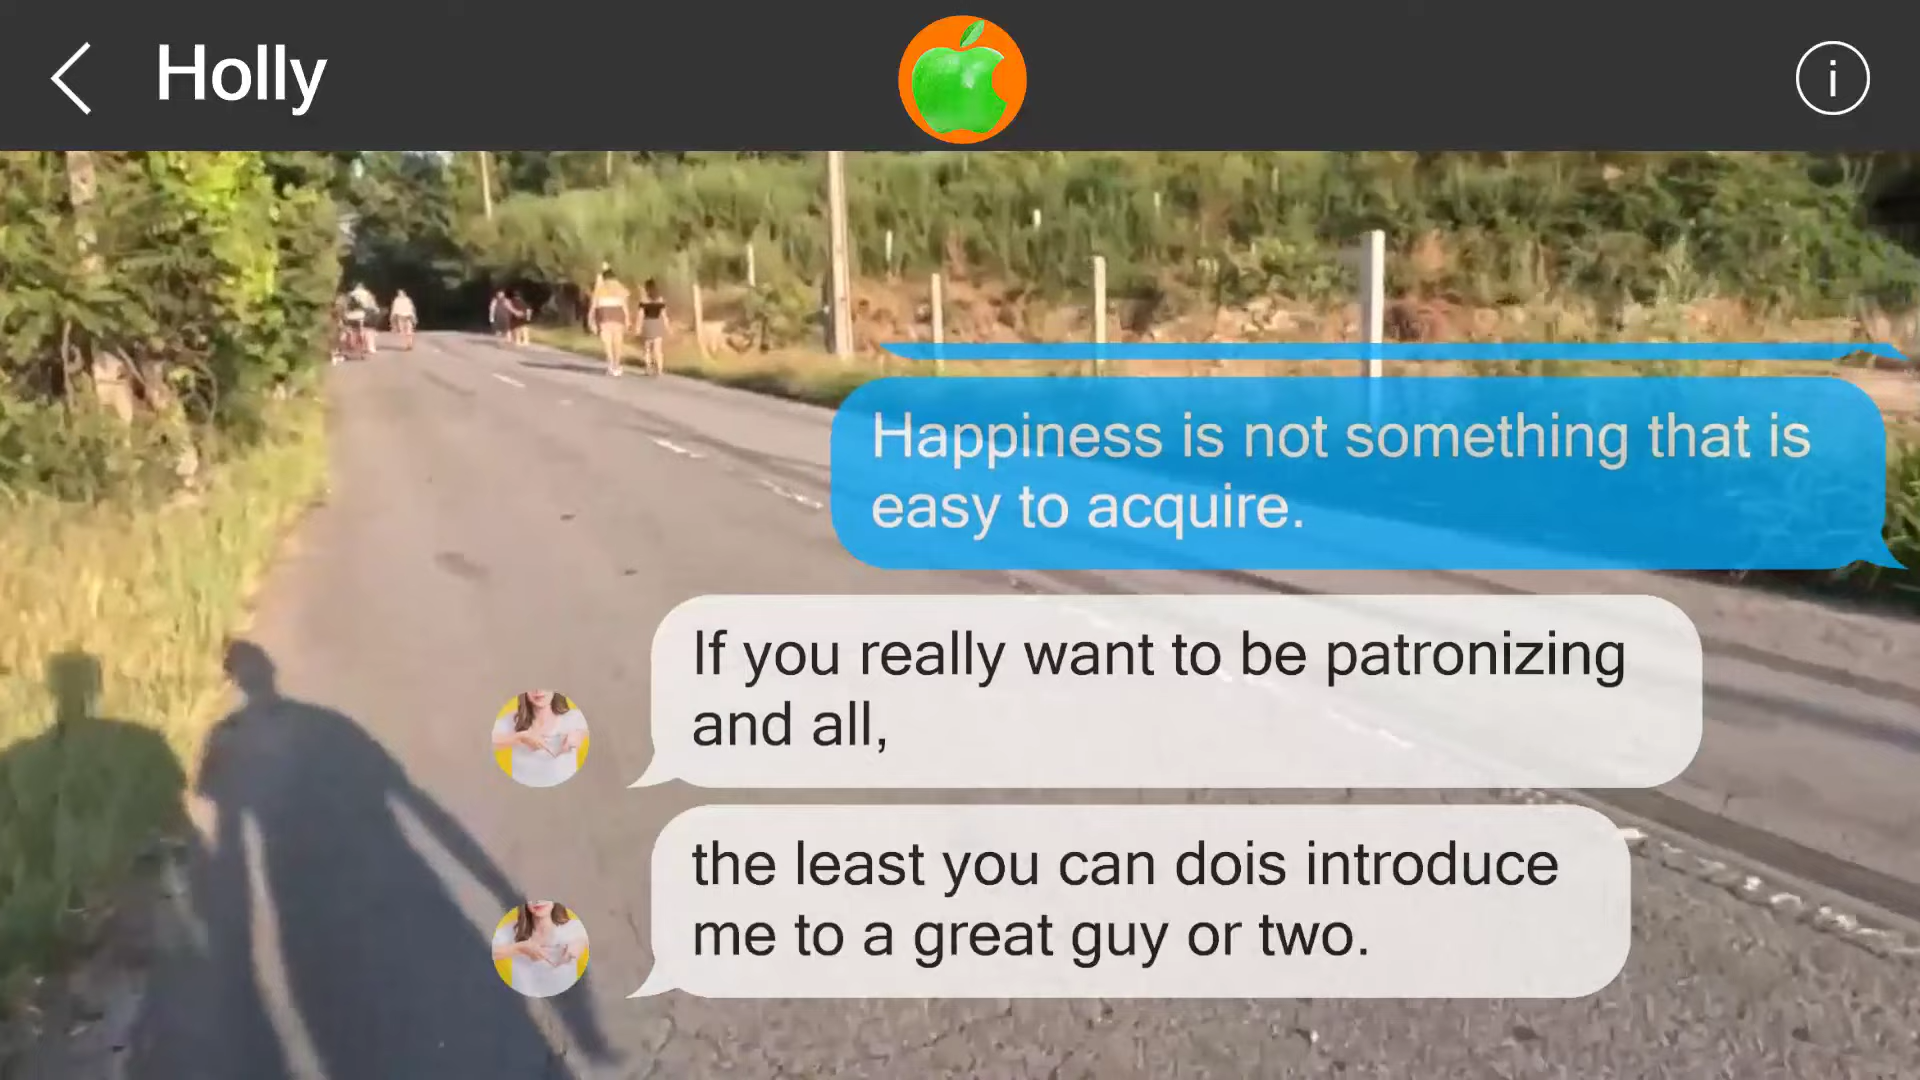 Holly
i
Happiness is not something that is
easy to acquire.
If you really want to be patronizing
and all,
the least you can dois introduce
me to a great guy or two.